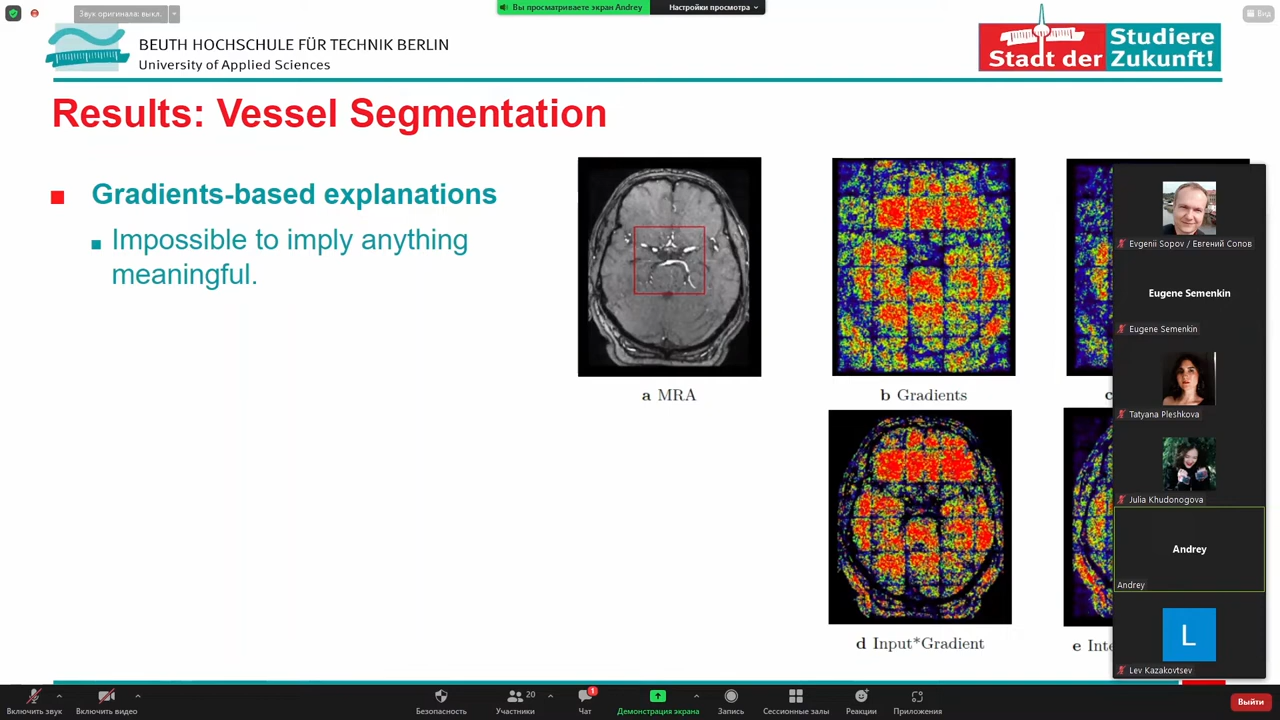 Звук оригинала: выкл.
Вы просматриваете экран Andrey
Настройки просмотра
Вид
BEUTH HOCHSCHULE FÜR TECHNIK BERLIN
University of Applied Sciences
Studiere
Stadt der Zukunft!
Results: Vessel Segmentation
Gradients-based explanations
Impossible to imply anything
meaningful.
a MRA
b Gradients
c
d Input*Gradient
e Inte
Evgenii Sopov / Евгений Сопов
Eugene Semenkin
Eugene Semenkin
Tatyana Pleshkova
Julia Khudonogova
Andrey
Andrey
L
Lev Kazakovtsev
Включить звук
Включить видео
Безопасность
20
Участники
1
Чат
Демонстрация экрана
Запись
Сессионные залы
Реакции
Приложения
Выйти